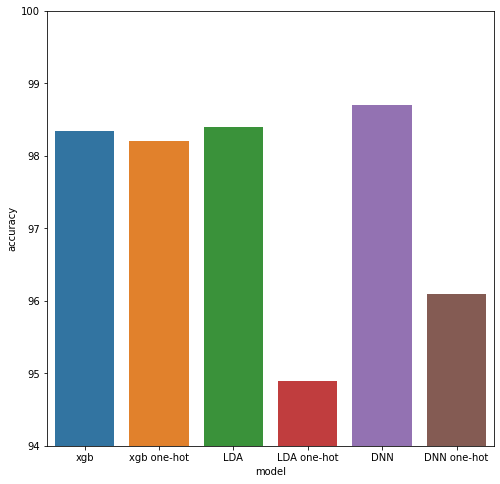 100
99
98
97
96
95
94
accuracy
xgb
xgb one-hot
LDA
LDA one-hot
DNN
DNN one-hot
model